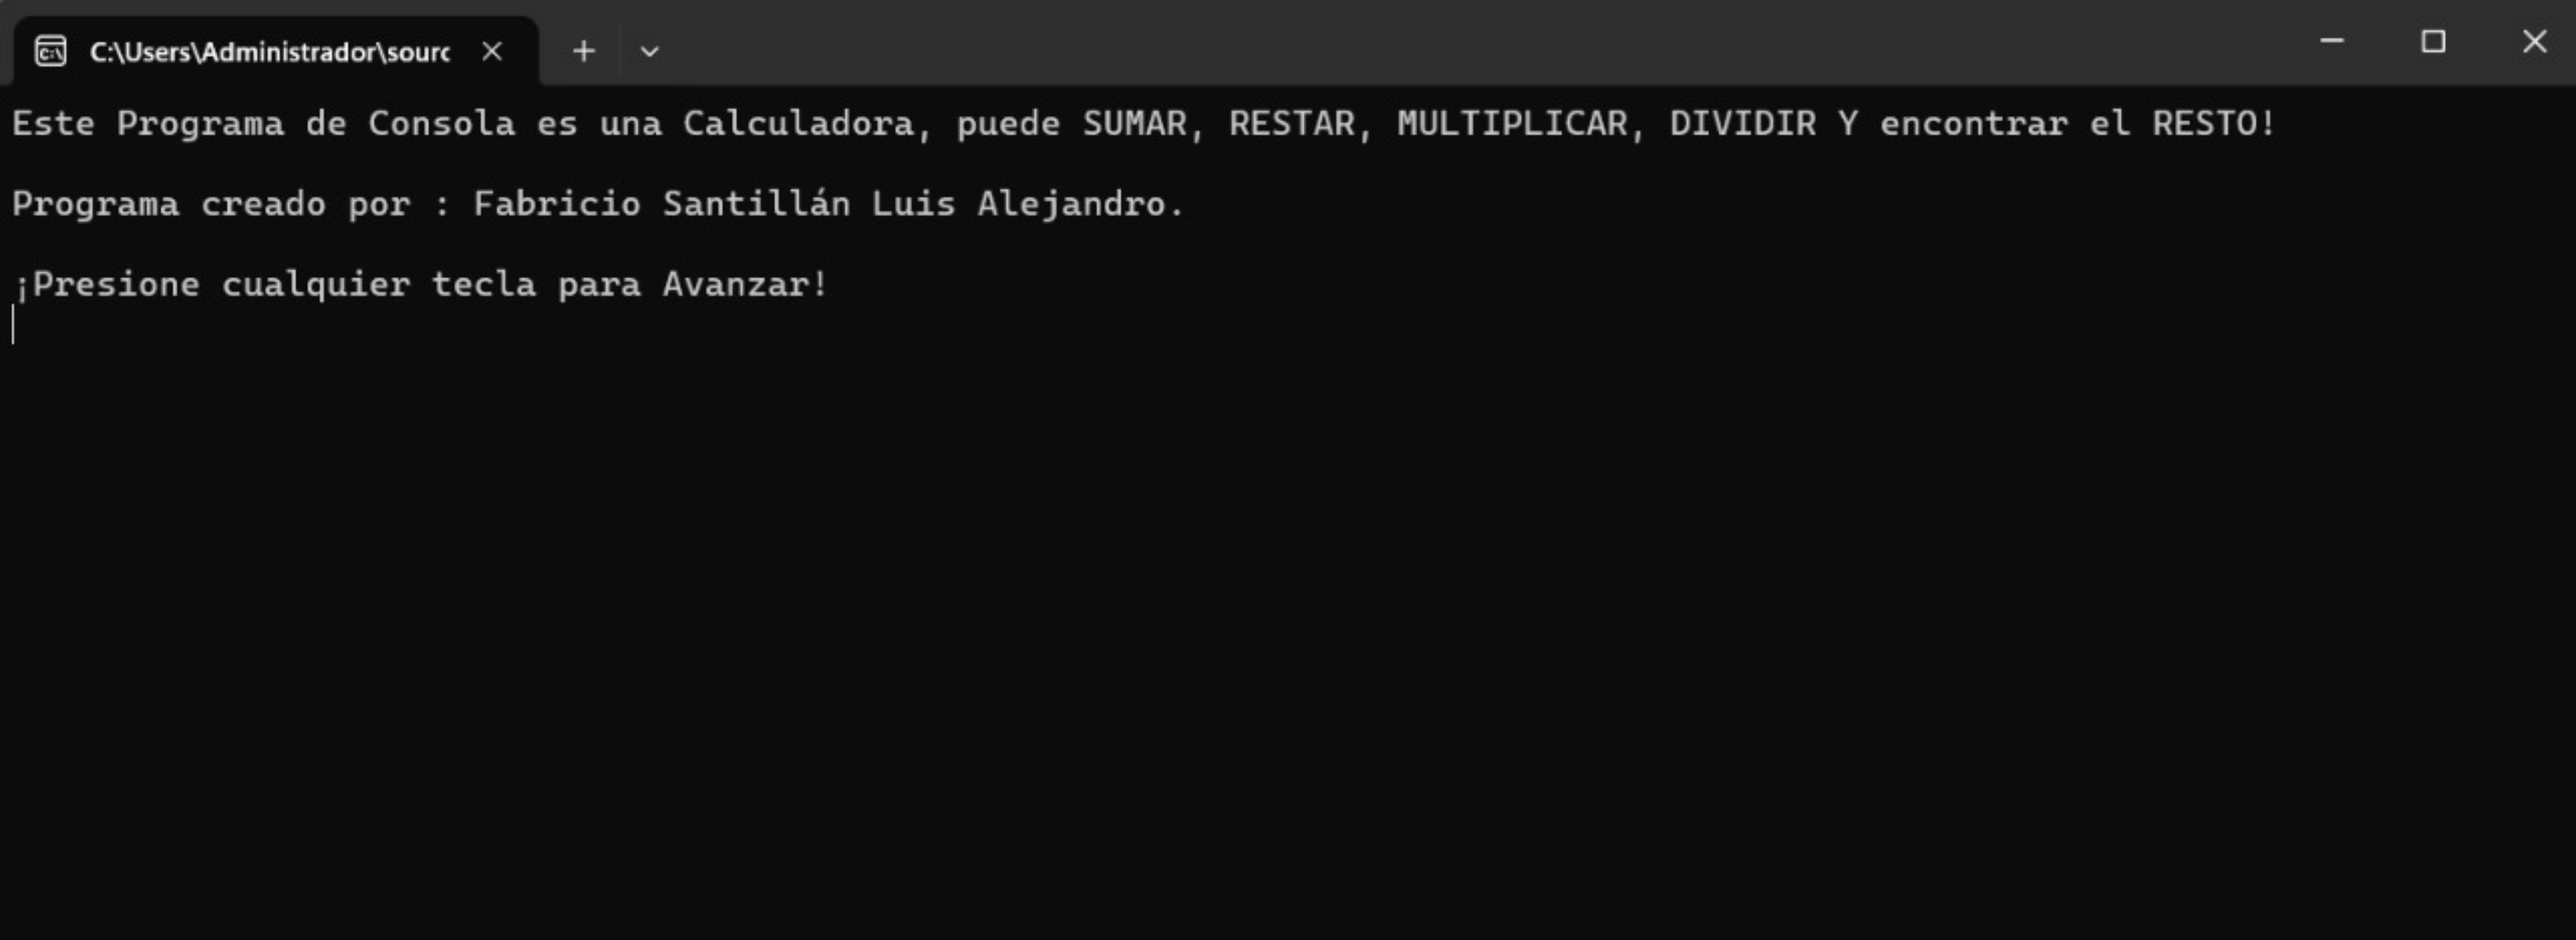 C:\Users\Administrador\sourc
Este Programa de Consola es una Calculadora, puede SUMAR, RESTAR, MULTIPLICAR, DIVIDIR Y encontrar el RESTO!
Programa creado por : Fabricio Santillán Luis Alejandro.
¡Presione cualquier tecla para Avanzar!